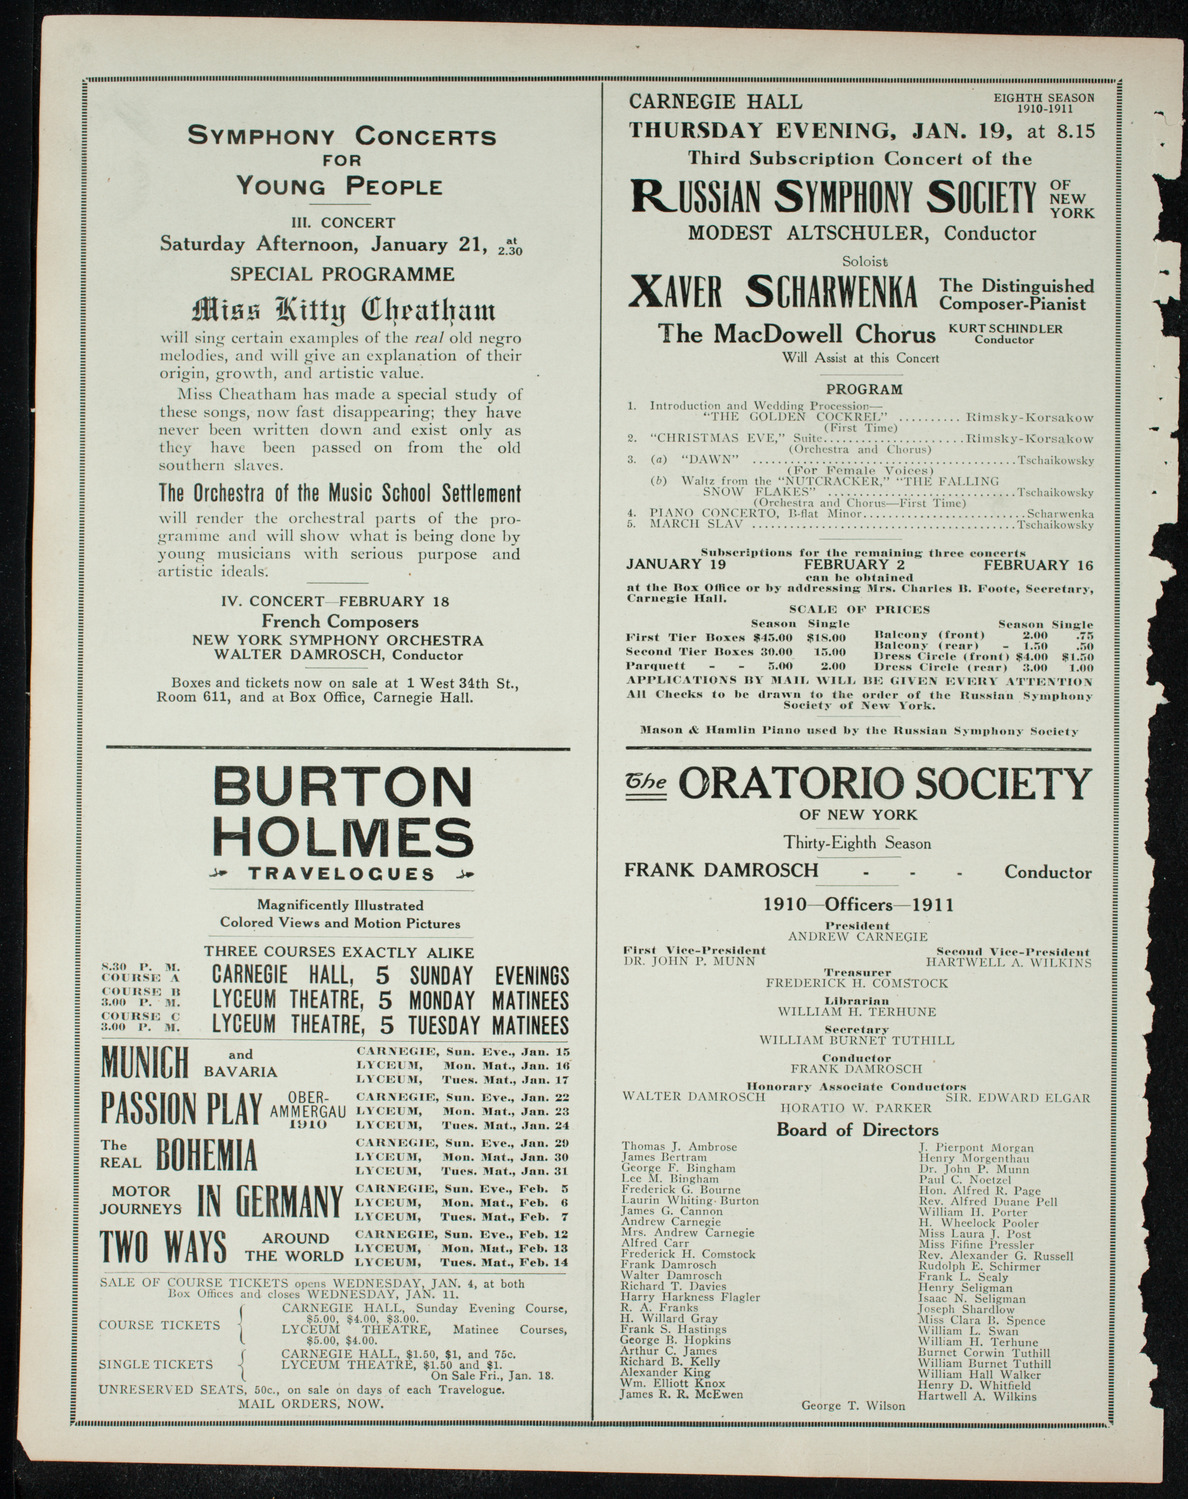 SYMPHONY CONCERTS
FOR
YOUNG PEOPLE
III. CONCERT
Saturday Afternoon, January 21, at 2.30
SPECIAL PROGRAMME
Miss Kitty Cheatham
will sing certain examples of the real old negro
melodies, and will give an explanation of their
origin, growth, and artistic value.
Miss Cheatham has made a special study of
these songs, now fast disappearing; they have
never been written down and exist only as
they have been passed on from the old
southern slaves.
The Orchestra of the Music School Settlement
will render the orchestral parts of the pro-
gramme and will show what is being done by
young musicians with serious purpose and
artistic ideals.
IV. CONCERT—FEBRUARY 18
French Composers
NEW YORK SYMPHONY ORCHESTRA
WALTER DAMROSCH, Conductor
Boxes and tickets now on sale at 1 West 34th St.,
Room 611, and at Box Office, Carnegie Hall.
BURTON
HOLMES
TRAVELOGUES
Magnificently Illustrated
Colored Views and Motion Pictures
THREE COURSES EXACTLY ALIKE
8.30 P. M.
COURSE A
CARNEGIE HALL, 5 SUNDAY EVENINGS
COURSE B
3.00 P. M.
LYCEUM THEATRE, 5 MONDAY MATINEES
COURSE C
3.00 P. M.
LYCEUM THEATRE, 5 TUESDAY MATINEES
MUNICH and BAVARIA
CARNEGIE, Sun. Eve., Jan. 15
LYCEUM, Mon. Mat., Jan. 16
LYCEUM, Tues. Mat., Jan. 17
PASSION PLAY OBER-AMMERGAU 1910
CARNEGIE, Sun. Eve., Jan. 22
LYCEUM, Mon. Mat., Jan. 23
LYCEUM, Tues. Mat., Jan. 24
The REAL BOHEMIA
CARNEGIE, Sun. Eve., Jan. 29
LYCEUM, Mon. Mat., Jan. 30
LYCEUM, Tues. Mat., Jan. 31
MOTOR JOURNEYS IN GERMANY
CARNEGIE, Sun. Eve., Feb. 5
LYCEUM, Mon. Mat., Feb. 6
LYCEUM, Tues. Mat., Feb. 7
TWO WAYS AROUND THE WORLD
CARNEGIE, Sun. Eve., Feb. 12
LYCEUM, Mon. Mat., Feb. 13
LYCEUM, Tues. Mat., Feb. 14
SALE OF COURSE TICKETS opens WEDNESDAY, JAN. 4, at both
Box Offices and closes WEDNESDAY, JAN. 11.
COURSE TICKETS
CARNEGIE HALL, Sunday Evening Course,
$5.00, $4.00, $3.00.
LYCEUM THEATRE, Matinee Courses,
$5.00, $4.00.
SINGLE TICKETS
CARNEGIE HALL, $1.50, $1, and 75c.
LYCEUM THEATRE, $1.50 and $1.
On Sale Fri., Jan. 18.
UNRESERVED SEATS, 50c., on sale on days of each Travelogue.
MAIL ORDERS, NOW.
CARNEGIE HALL
EIGHTH SEASON
1910-1911
THURSDAY EVENING, JAN. 19, at 8.15
Third Subscription Concert of the
RUSSIAN SYMPHONY SOCIETY OF NEW YORK
MODEST ALTSCHULER, Conductor
Soloist
XAVER SCHARWENKA The Distinguished Composer-Pianist
The MacDowell Chorus KURT SCHINDLER Conductor
Will Assist at this Concert
PROGRAM
1. Introduction and Wedding Procession—
"THE GOLDEN COCKREL" .......... Rimsky-Korsakow
(First Time)
2. "CHRISTMAS EVE," Suite.....................Rimsky-Korsakow
(Orchestra and Chorus)
3. (a) "DAWN" .......................................Tschaikowsky
(For Female Voices)
(b) Waltz from the "NUTCRACKER," "THE FALLING
SNOW FLAKES" ............................Tschaikowsky
(Orchestra and Chorus—First Time)
4. PIANO CONCERTO, B-flat Minor........................Scharwenka
5. MARCH SLAV .......................................Tschaikowsky
Subscriptions for the remaining three concerts
JANUARY 19 FEBRUARY 2 FEBRUARY 16
can be obtained
at the Box Office or by addressing Mrs. Charles B. Foote, Secretary,
Carnegie Hall.
SCALE OF PRICES
Season Single
First Tier Boxes $45.00 $18.00
Second Tier Boxes 30.00 15.00
Parquett - - 5.00 2.00
Season Single
Balcony (front) 2.00 .75
Balcony (rear) - 1.50 .50
Dress Circle (front) $4.00 $1.50
Dress Circle (rear) 3.00 1.00
APPLICATIONS BY MAIL WILL BE GIVEN EVERY ATTENTION
All Checks to be drawn to the order of the Russian Symphony
Society of New York.
Mason & Hamlin Piano used by the Russian Symphony Society
The ORATORIO SOCIETY
OF NEW YORK
Thirty-Eighth Season
FRANK DAMROSCH - - - Conductor
1910—Officers—1911
President
ANDREW CARNEGIE
First Vice-President
DR. JOHN P. MUNN
Second Vice-President
HARTWELL A. WILKINS
Treasurer
FREDERICK H. COMSTOCK
Librarian
WILLIAM H. TERHUNE
Secretary
WILLIAM BURNET TUTHILL
Conductor
FRANK DAMROSCH
Honorary Associate Conductors
WALTER DAMROSCH SIR. EDWARD ELGAR
HORATIO W. PARKER
Board of Directors
Thomas J. Ambrose
James Bertram
George F. Bingham
Lee M. Bingham
Frederick G. Bourne
Laurin Whiting-Burton
James G. Cannon
Andrew Carnegie
Mrs. Andrew Carnegie
Alfred Carr
Frederick H. Comstock
Frank Damrosch
Walter Damrosch
Richard T. Davies
Harry Harkness Flagler
R. A. Franks
H. Willard Gray
Frank S. Hastings
George B. Hopkins
Arthur C. James
Richard B. Kelly
Alexander King
Wm. Elliott Knox
James R. R. McEwen
J. Pierpont Morgan
Henry Morgenthau
Dr. John P. Munn
Paul C. Noetzel
Hon. Alfred R. Page
Rev. Alfred Duane Pell
William H. Porter
H. Wheelock Pooler
Miss Laura J. Post
Miss Fifine Pressler
Rev. Alexander G. Russell
Rudolph E. Schirmer
Frank L. Sealy
Henry Seligman
Isaac N. Seligman
Joseph Shardlow
Miss Clara B. Spence
William L. Swan
William H. Terhune
Burnet Corwin Tuthill
William Burnet Tuthill
William Hall Walker
Henry D. Whitfield
Hartwell A. Wilkins
George T. Wilson